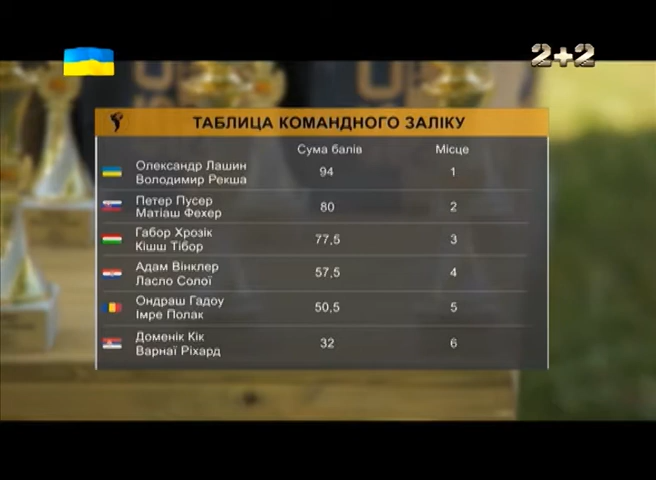 2+2
ТАБЛИЦА КОМАНДНОГО ЗАЛІКУ
Сума балів Місце
Олександр Лашин
Володимир Рекша 94 1
Петер Пусер
Матіаш Фехер 80 2
Габор Хрозік
Кішш Тібор 77,5 3
Адам Вінклер
Ласло Солої 57,5 4
Ондраш Гадоу
Імре Полак 50,5 5
Доменік Кік
Варнаї Ріхард 32 6